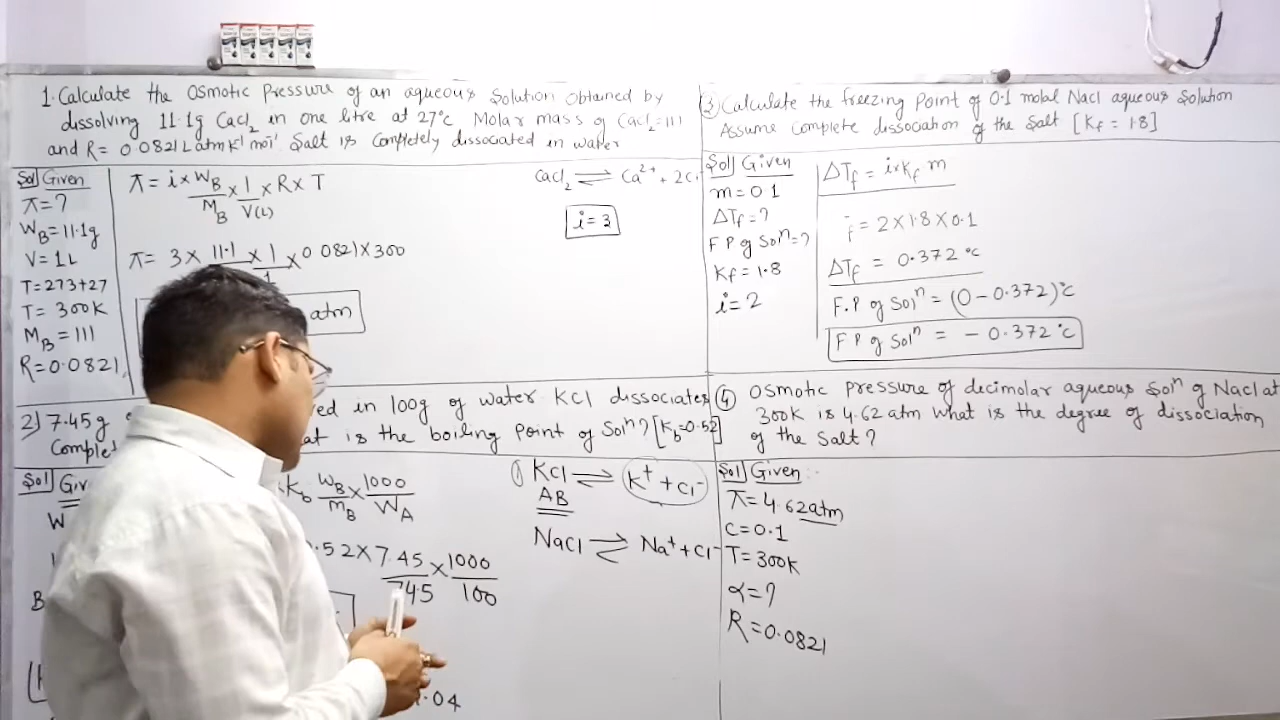 1. Calculate the Osmotic Pressure of an aqueous Solution Obtained by
dissolving 11.1g CaCl₂ in one litre at 27°C Molar mass of CaCl₂=111
and R= 0.0821 L atm K⁻¹ mol⁻¹ Salt is Completely dissociated in water
Sol Given
π=?
W_B=11.1g
V=1L
T=273+27
T=300K
M_B=111
R=0.0821
π= i × W_B/M_B × 1/V(L) × R × T
π= 3 × 11.1 × 1/1 × 0.0821 × 300
atm
CaCl₂ ⇌ Ca²⁺ + 2Cl
i=3
2) 7.45g
in 100g of water KCl dissociates
Complet
is the boiling Point of Solⁿ? [K_b=0.52]
Sol Giv
W
B
K_b W_B/M_B × 1000/W_A
.52 × 7.45/74.5 × 1000/100
.04
KCl ⇌ K⁺ + Cl⁻
AB
NaCl ⇌ Na⁺ + Cl⁻
③ Calculate the freezing Point of 0.1 molal NaCl aqueous Solution
Assume Complete dissociation of the Salt [K_f = 1.8]
Sol Given
m=0.1
ΔT_f=?
F.P of Solⁿ=?
K_f=1.8
i=2
ΔT_f = i×K_f m
f = 2×1.8×0.1
ΔT_f = 0.372 °C
F.P of Solⁿ = (0-0.372)°C
F.P of Solⁿ = -0.372 °C
④ Osmotic Pressure of decimolar aqueous Solⁿ of NaCl at
300K is 4.62 atm What is the degree of dissociation
of the Salt?
Sol Given :-
π=4.62atm
C=0.1
T=300K
α=?
R=0.0821